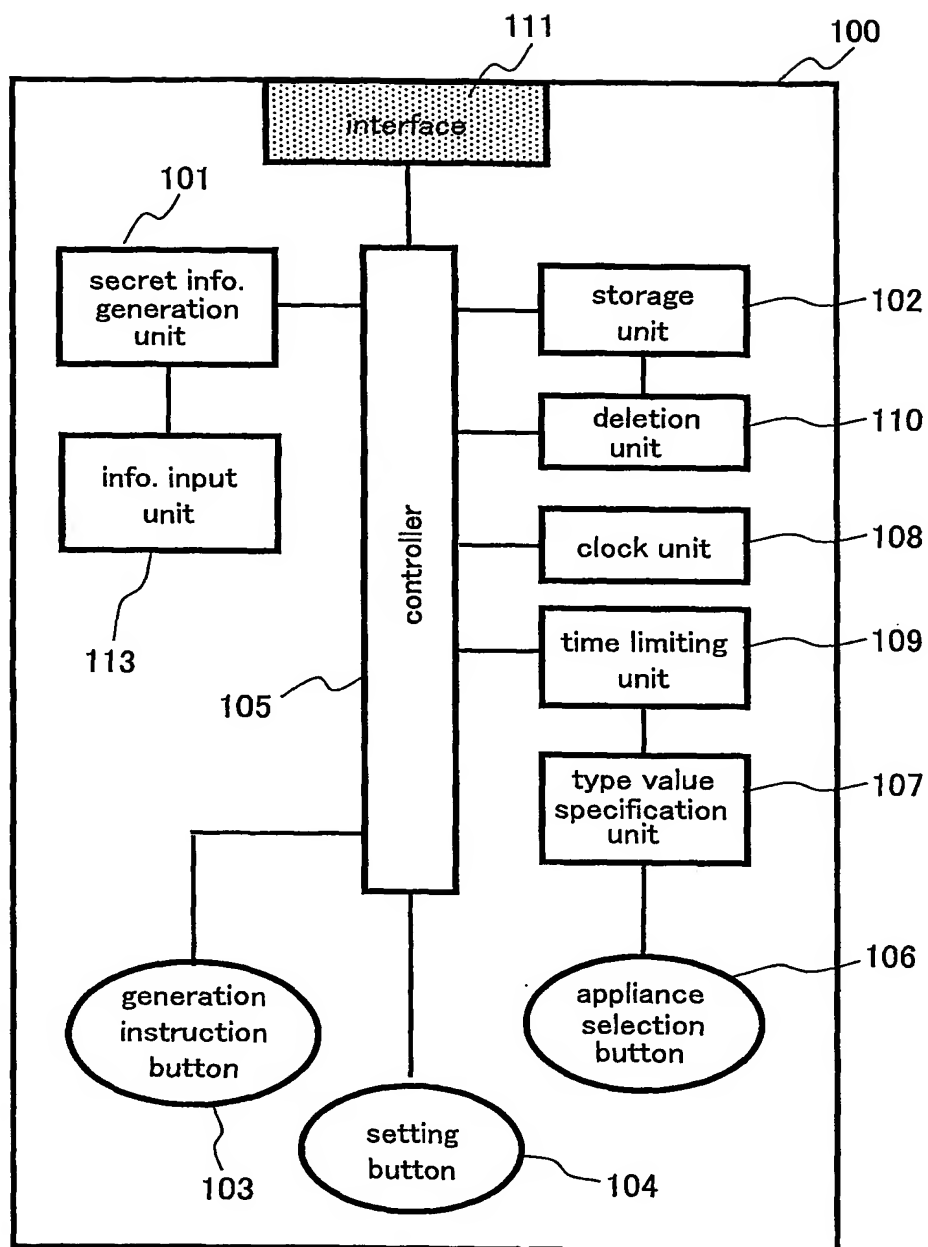 111
100
interface
101
secret info.
generation
unit
storage
unit
102
deletion
unit
110
info. input
unit
controller
clock unit
108
113
time limiting
unit
109
105
type value
specification
unit
107
106
generation
instruction
button
appliance
selection
button
103
setting
button
104